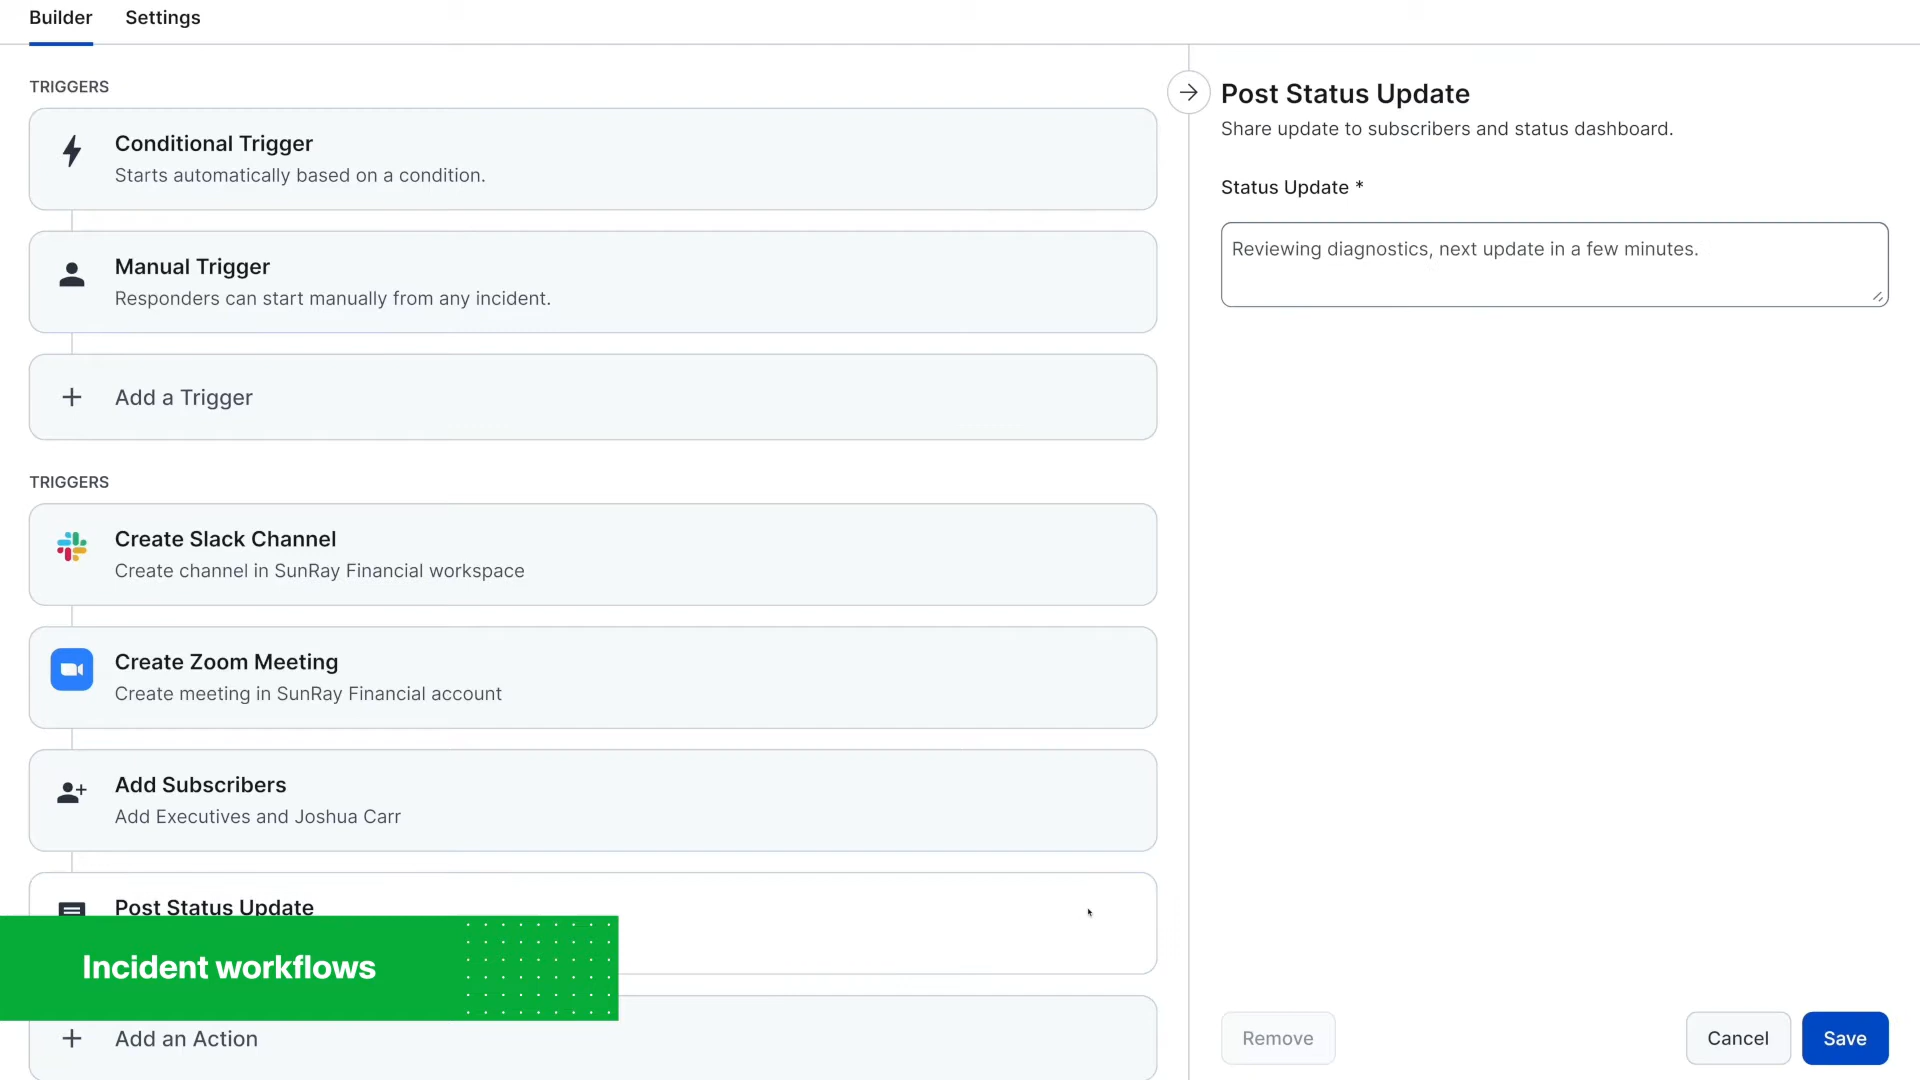 Builder
Settings
TRIGGERS
Conditional Trigger
Starts automatically based on a condition.
Manual Trigger
Responders can start manually from any incident.
Add a Trigger
TRIGGERS
Create Slack Channel
Create channel in SunRay Financial workspace
Create Zoom Meeting
Create meeting in SunRay Financial account
Add Subscribers
Add Executives and Joshua Carr
Post Status Update
Incident workflows
Add an Action
Post Status Update
Share update to subscribers and status dashboard.
Status Update *
Reviewing diagnostics, next update in a few minutes.
Remove
Cancel
Save